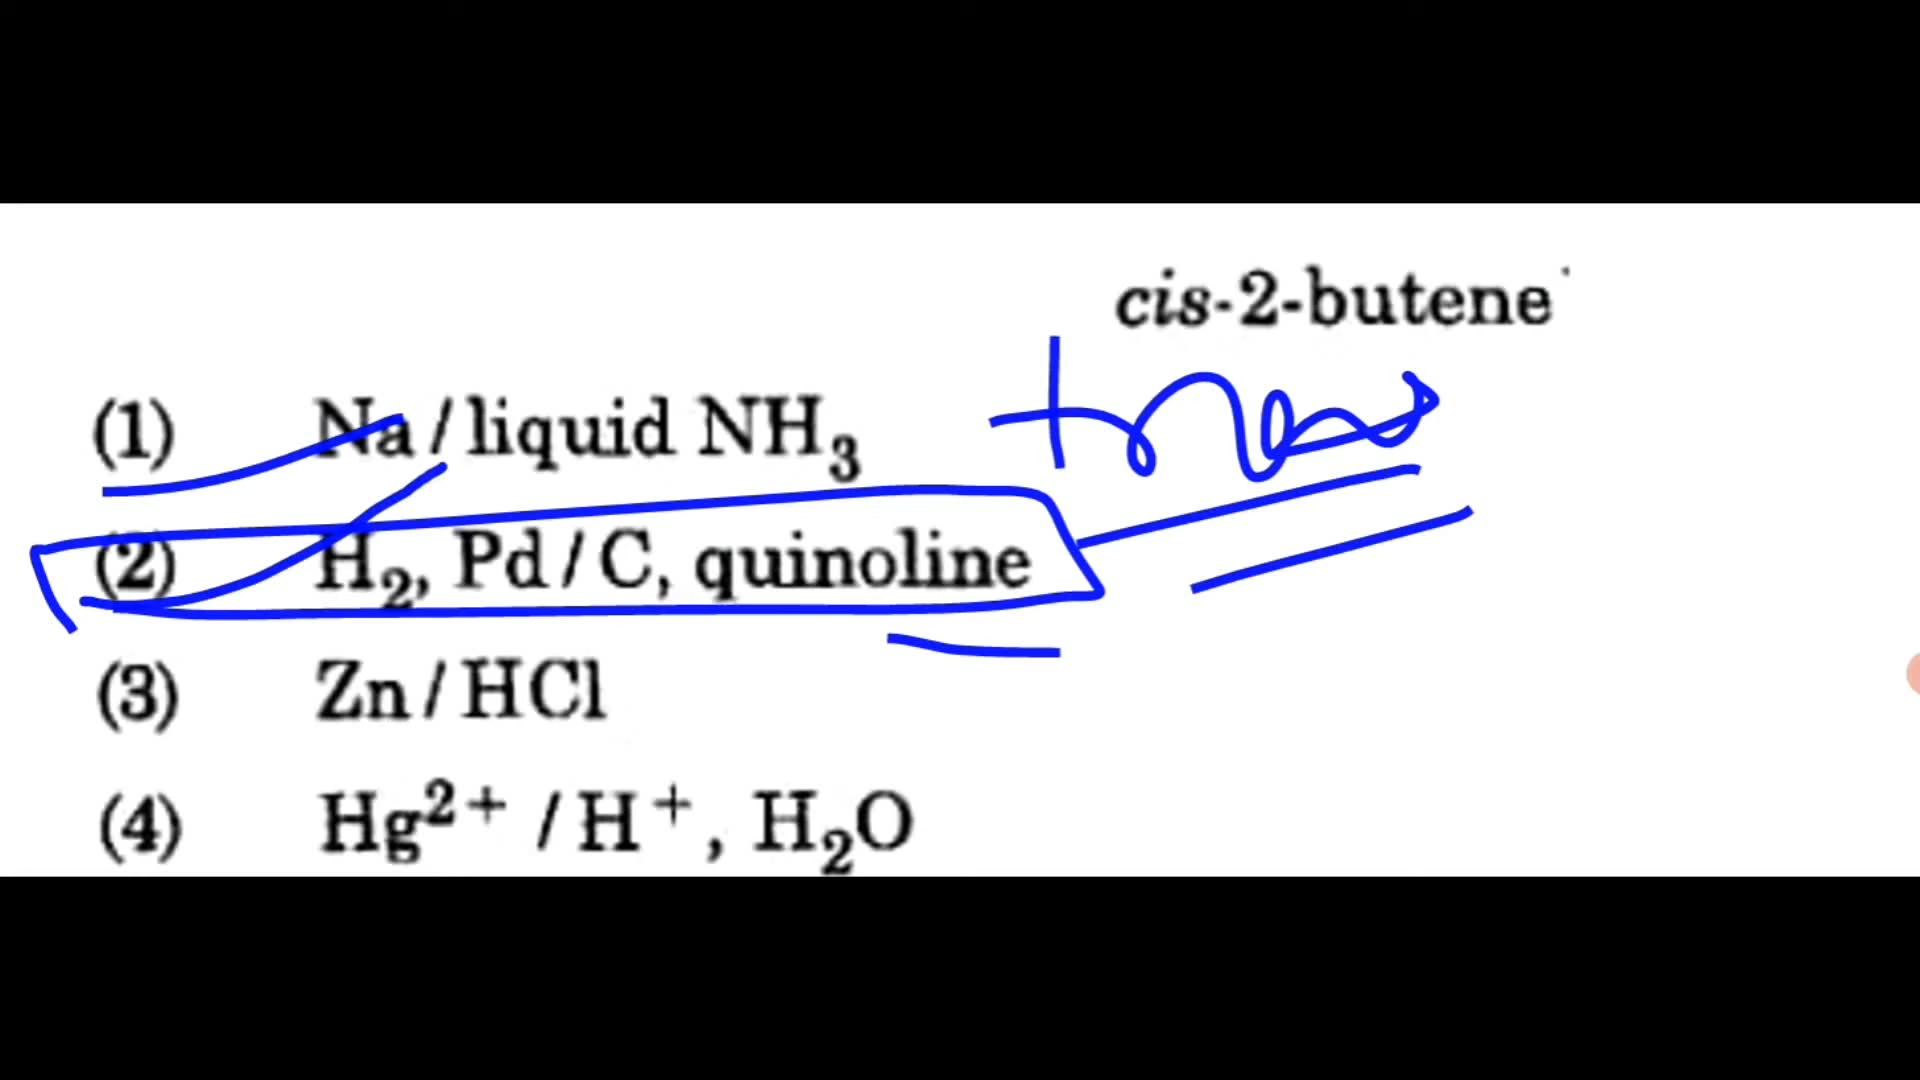 cis-2-butene
(1) Na / liquid NH₃
trans
(2) H₂, Pd / C, quinoline
(3) Zn / HCl
(4) Hg²⁺ / H⁺, H₂O